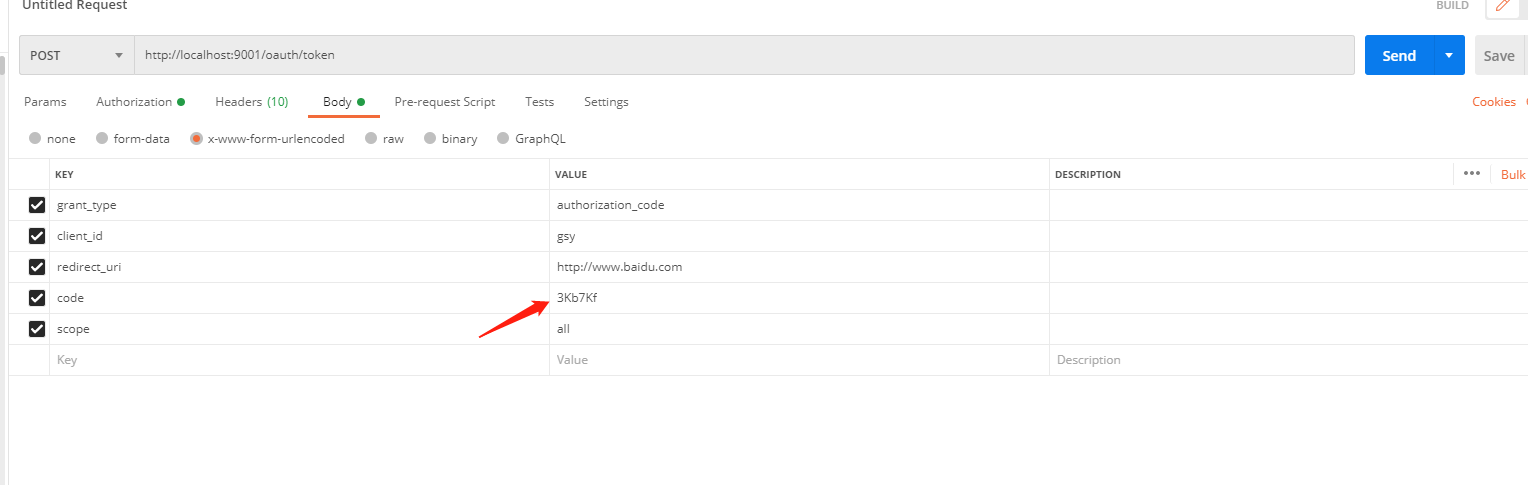 Untitled Request
BUILD
POST http://localhost:9001/oauth/token Send Save
Params Authorization Headers (10) Body Pre-request Script Tests Settings Cookies
none form-data x-www-form-urlencoded raw binary GraphQL
KEY VALUE DESCRIPTION ••• Bulk
grant_type authorization_code
client_id gsy
redirect_uri http://www.baidu.com
code 3Kb7Kf
scope all
Key Value Description